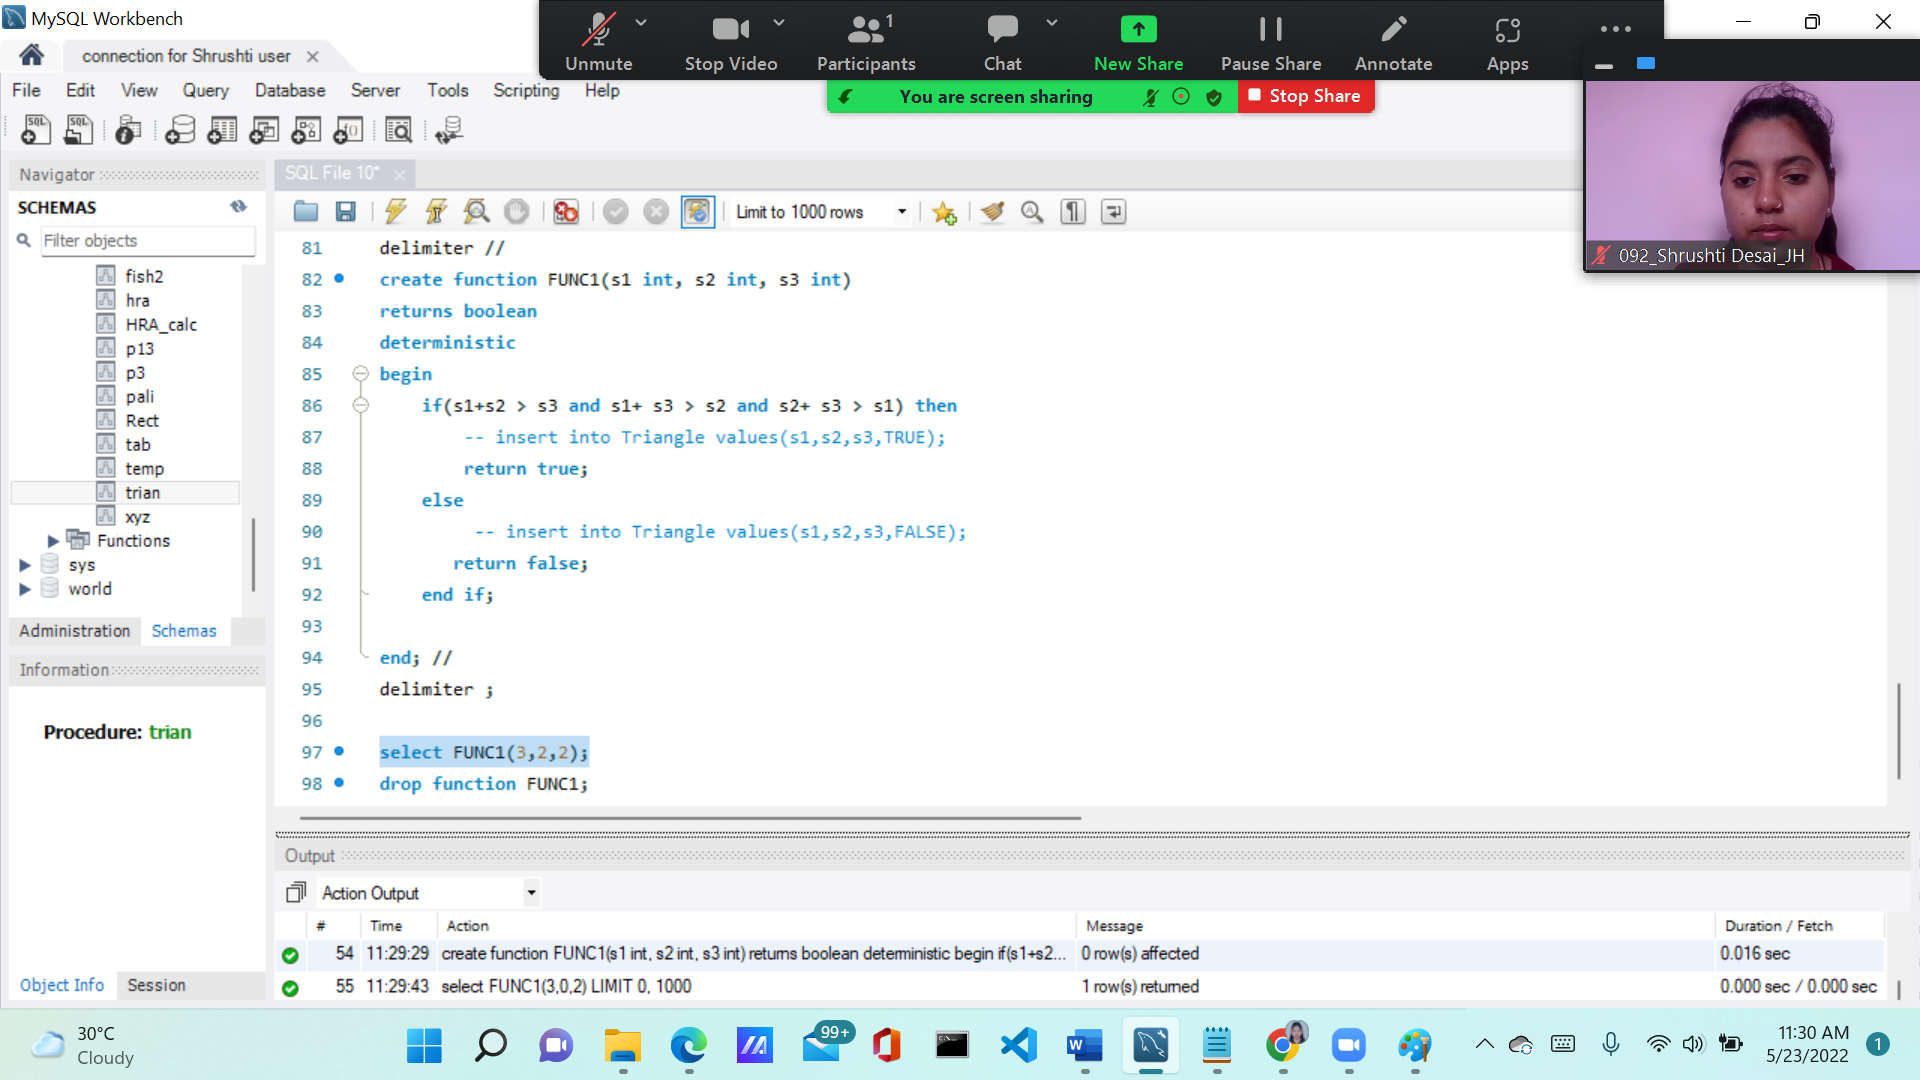 MySQL Workbench
connection for Shrushti user
Unmute
Stop Video
1
Participants
Chat
New Share
Pause Share
Annotate
Apps
You are screen sharing
Stop Share
File Edit View Query Database Server Tools Scripting Help
092_Shrushti Desai_JH
Navigator
SQL File 10*
SCHEMAS
Filter objects
Limit to 1000 rows
fish2
hra
HRA_calc
p13
p3
pali
Rect
tab
temp
trian
xyz
Functions
sys
world
Administration Schemas
Information
Procedure: trian
Object Info Session
81 delimiter //
82 create function FUNC1(s1 int, s2 int, s3 int)
83 returns boolean
84 deterministic
85 begin
86 if(s1+s2 > s3 and s1+ s3 > s2 and s2+ s3 > s1) then
87 -- insert into Triangle values(s1,s2,s3,TRUE);
88 return true;
89 else
90 -- insert into Triangle values(s1,s2,s3,FALSE);
91 return false;
92 end if;
93
94 end; //
95 delimiter ;
96
97 select FUNC1(3,2,2);
98 drop function FUNC1;
Output
Action Output
# Time Action Message Duration / Fetch
54 11:29:29 create function FUNC1(s1 int, s2 int, s3 int) returns boolean deterministic begin if(s1+s2... 0 row(s) affected 0.016 sec
55 11:29:43 select FUNC1(3,0,2) LIMIT 0, 1000 1 row(s) returned 0.000 sec / 0.000 sec
30°C
Cloudy
99+
11:30 AM
5/23/2022
1